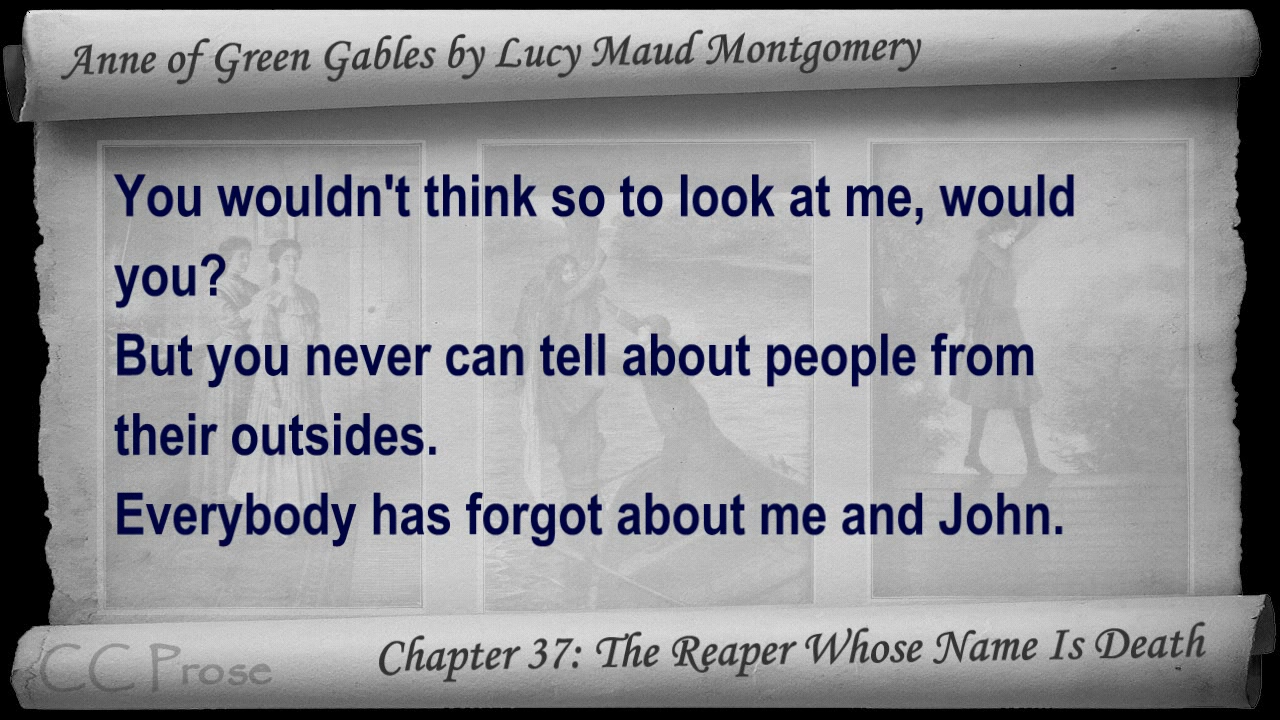 Anne of Green Gables by Lucy Maud Montgomery
You wouldn't think so to look at me, would
you?
But you never can tell about people from
their outsides.
Everybody has forgot about me and John.
CC Prose
Chapter 37: The Reaper Whose Name Is Death